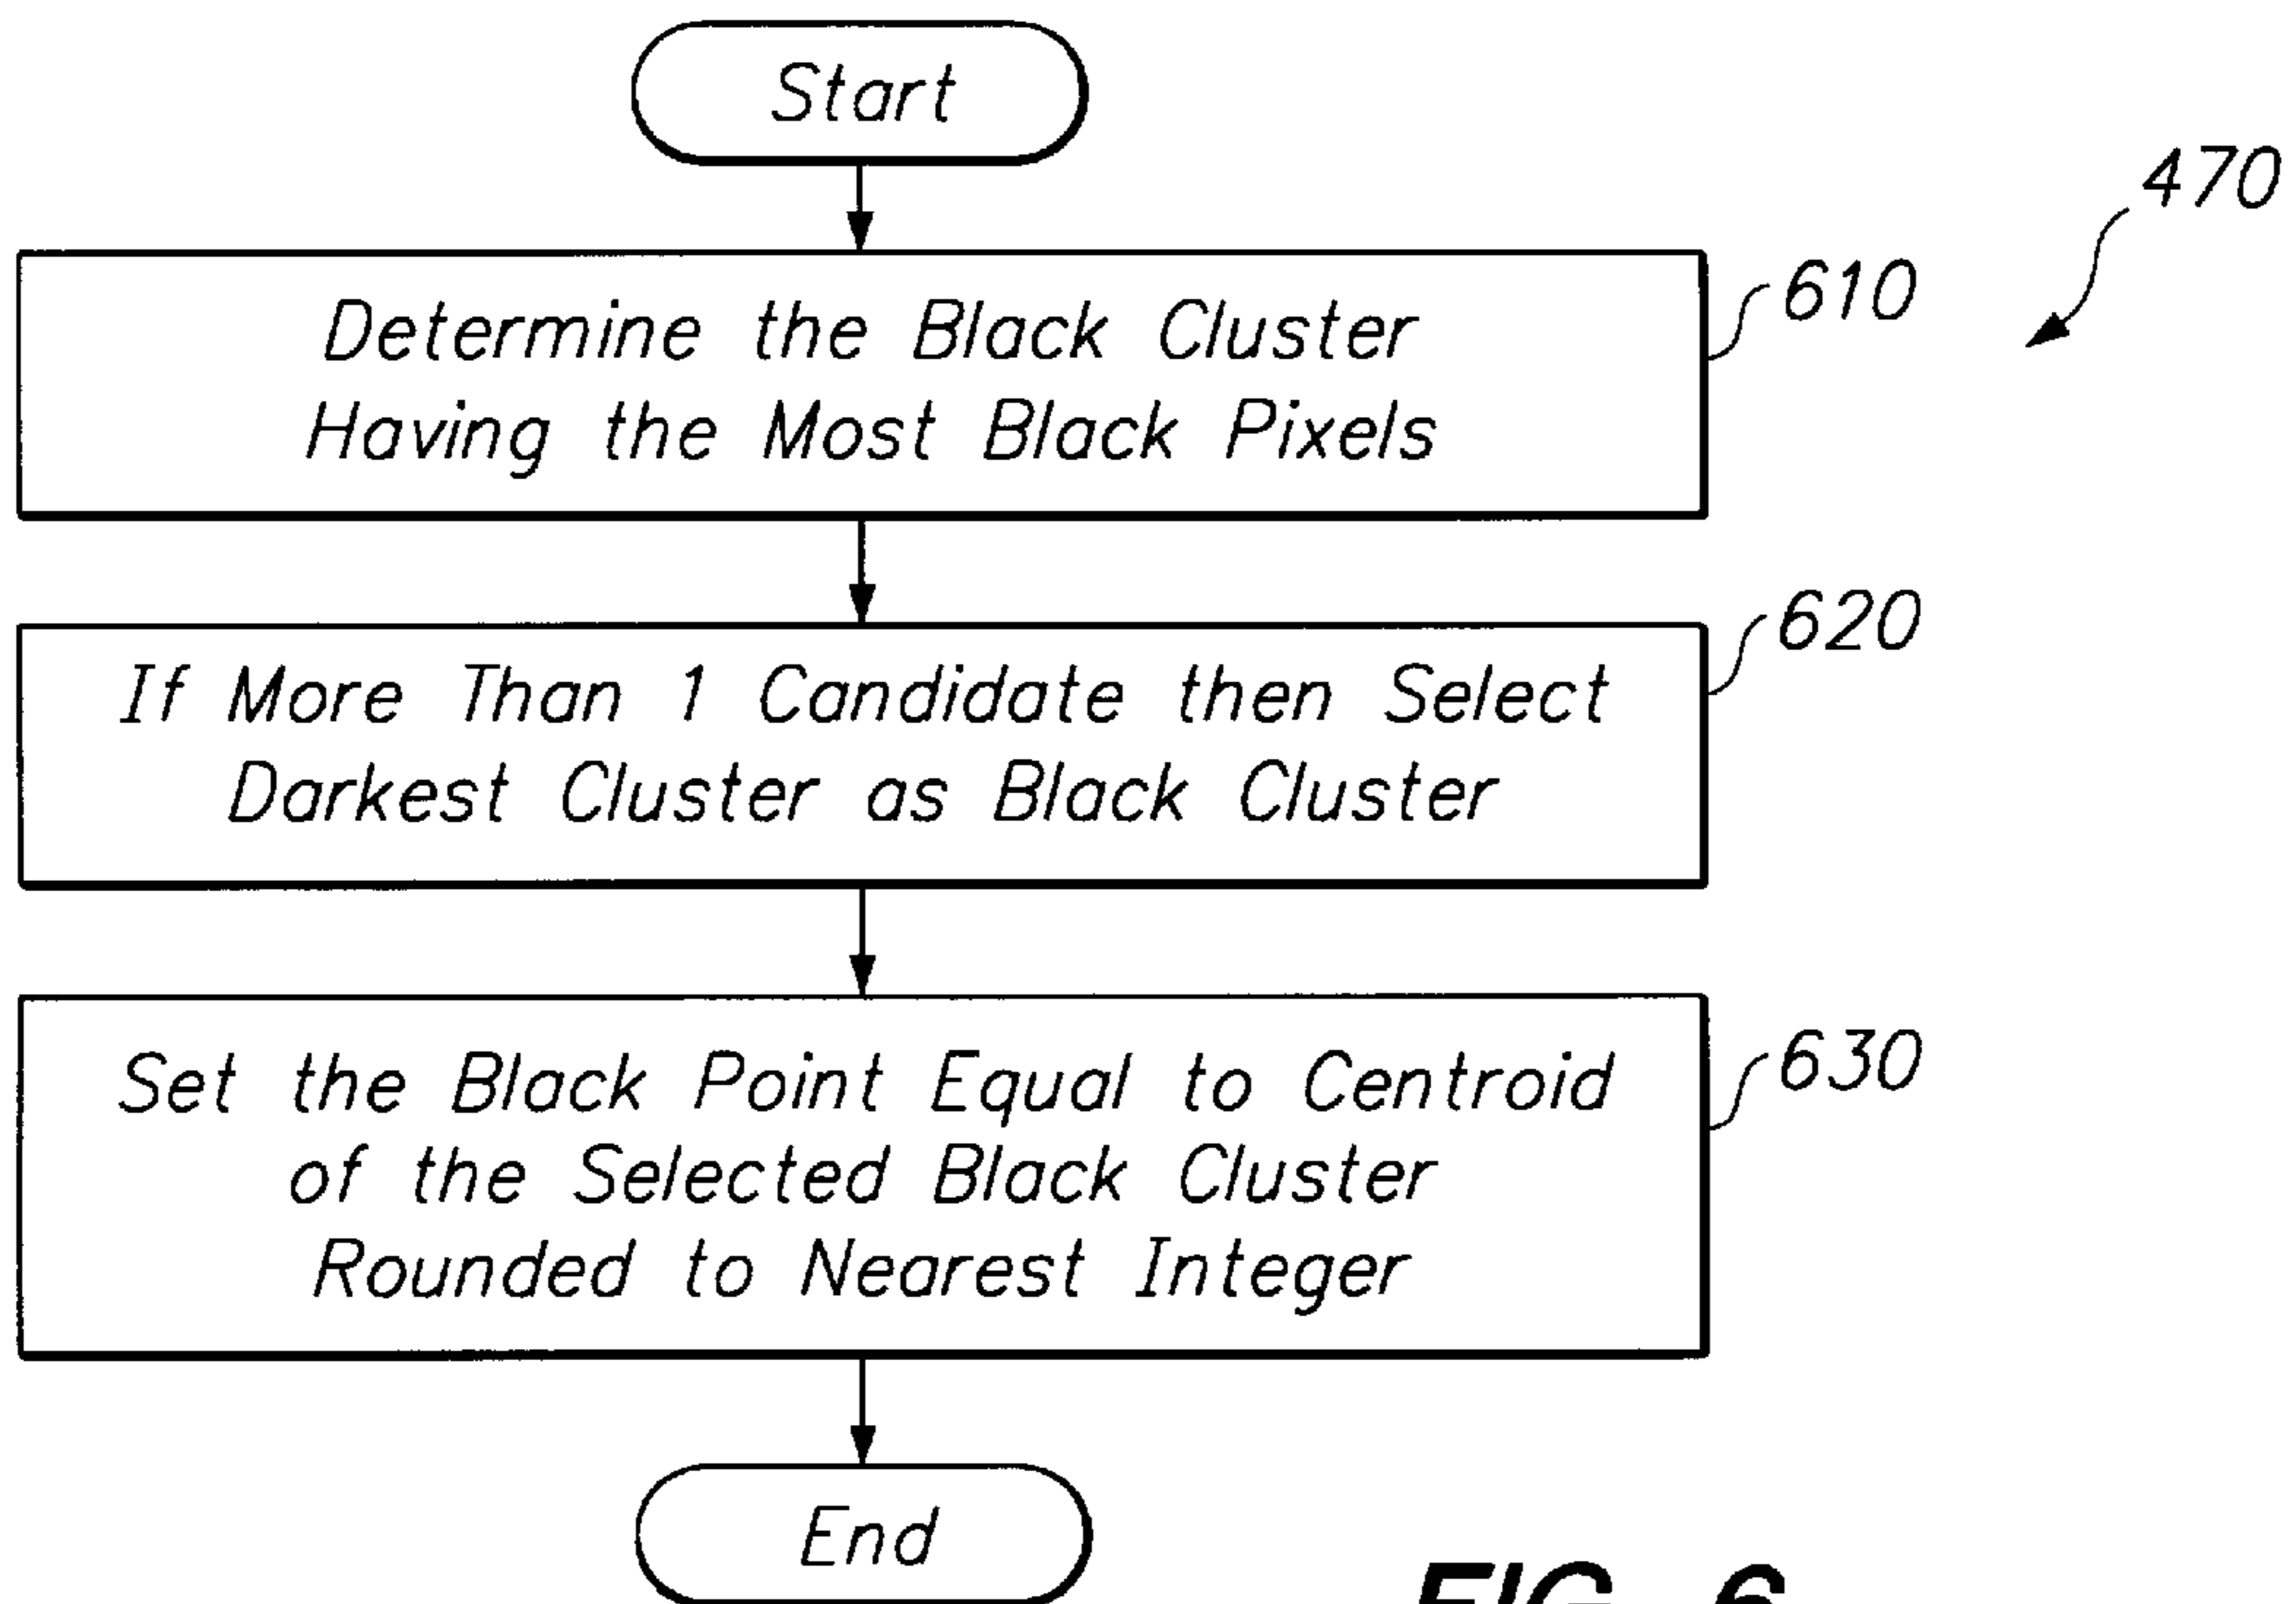 Start
470
610
Determine the Black Cluster
Having the Most Black Pixels
620
If More Than 1 Candidate then Select
Darkest Cluster as Black Cluster
630
Set the Black Point Equal to Centroid
of the Selected Black Cluster
Rounded to Nearest Integer
End
FIG. 6